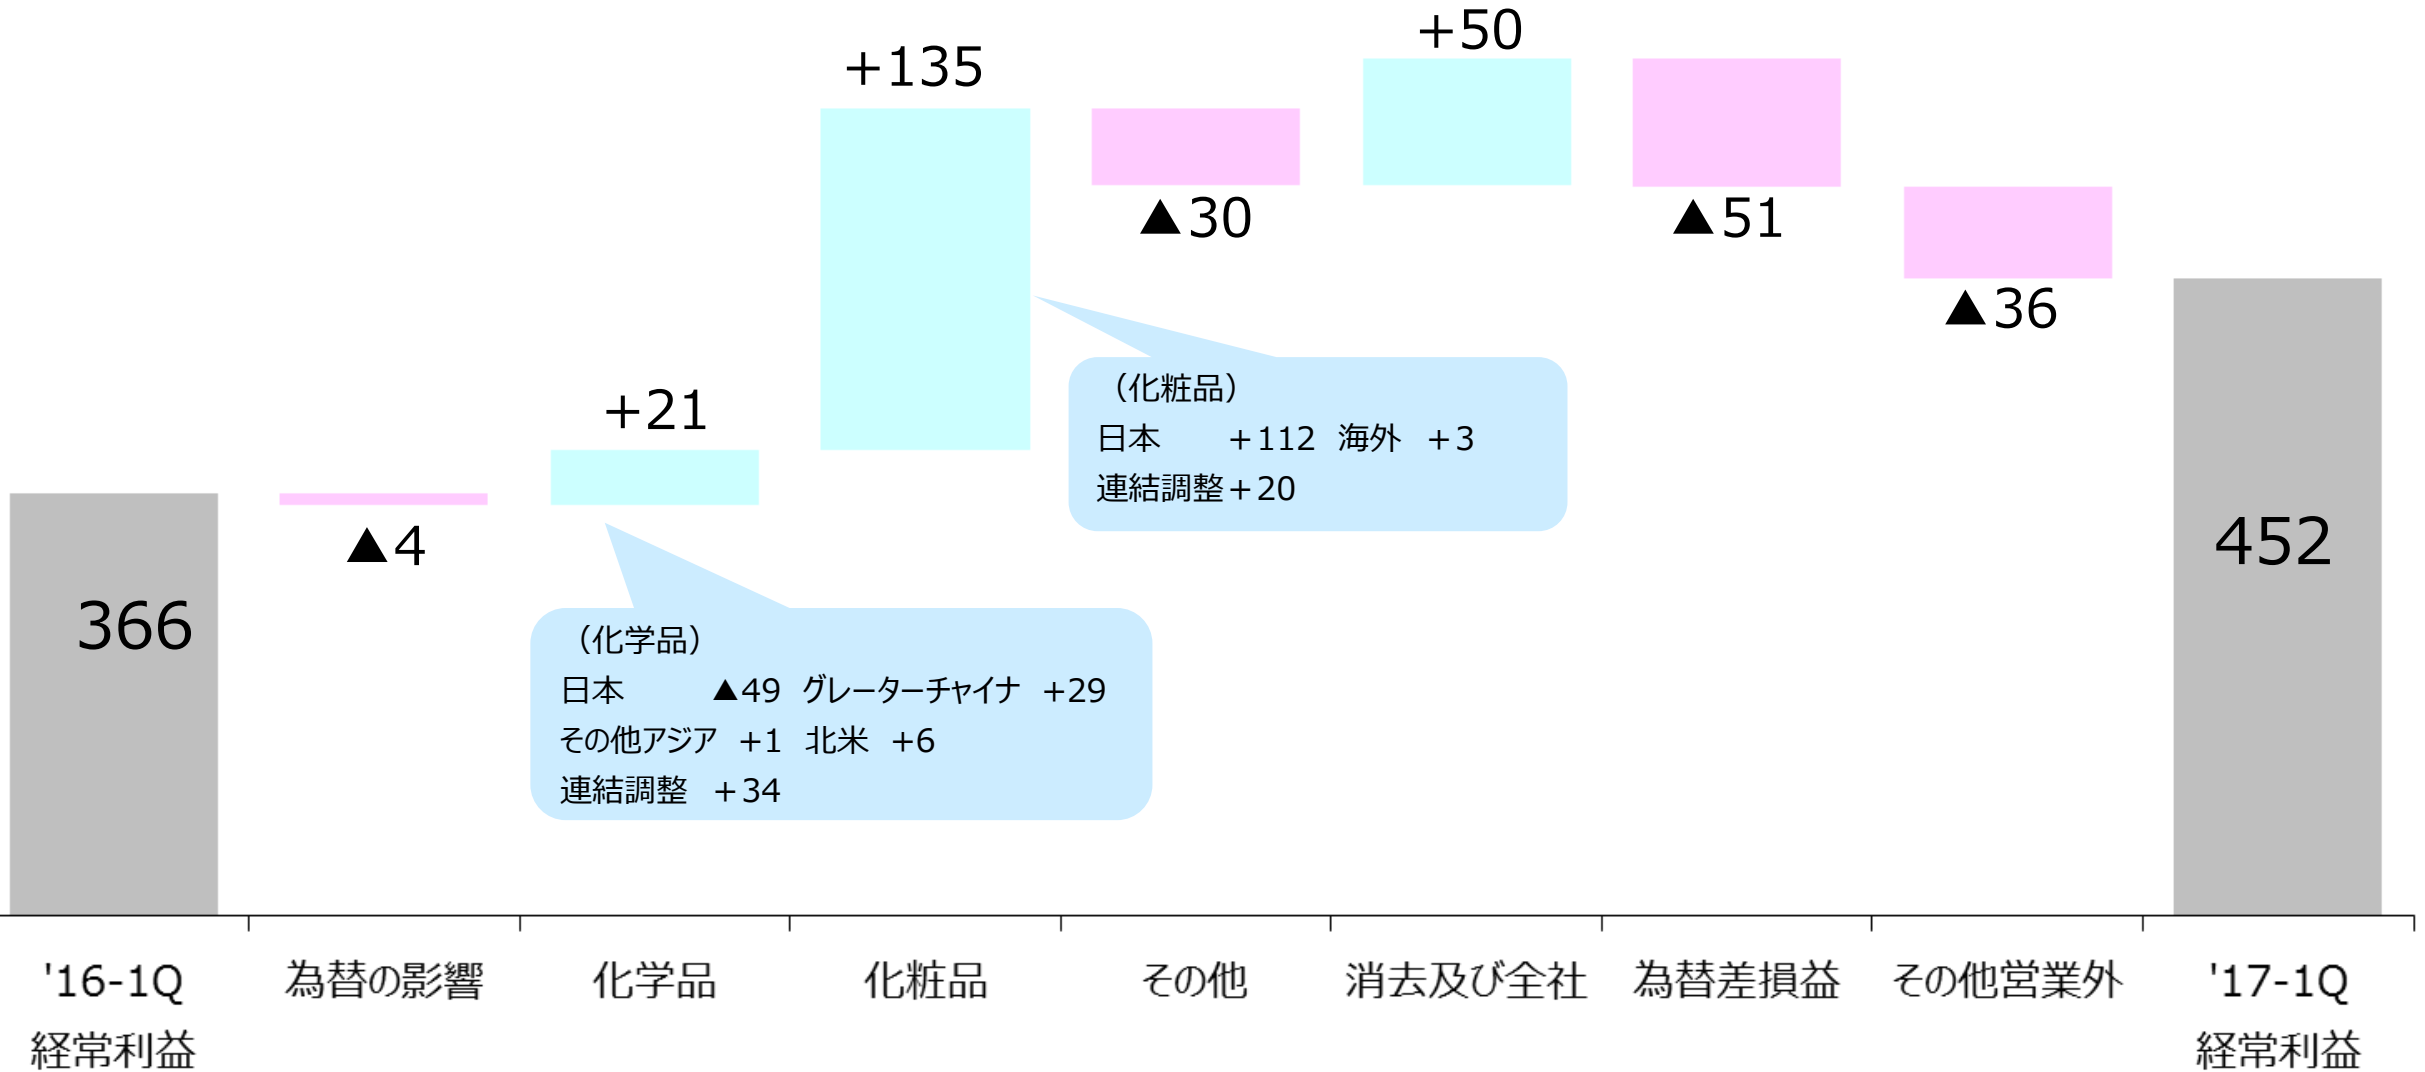 +50
+135
▲30
▲51
▲36
+21
▲4
366
452
（化粧品）
日本　　＋112　海外　＋3
連結調整＋20
（化学品）
日本　　　▲49　グレーターチャイナ　+29
その他アジア　+1　北米　+6
連結調整　＋34
'16-1Q
経常利益
為替の影響
化学品
化粧品
その他
消去及び全社
為替差損益
その他営業外
'17-1Q
経常利益